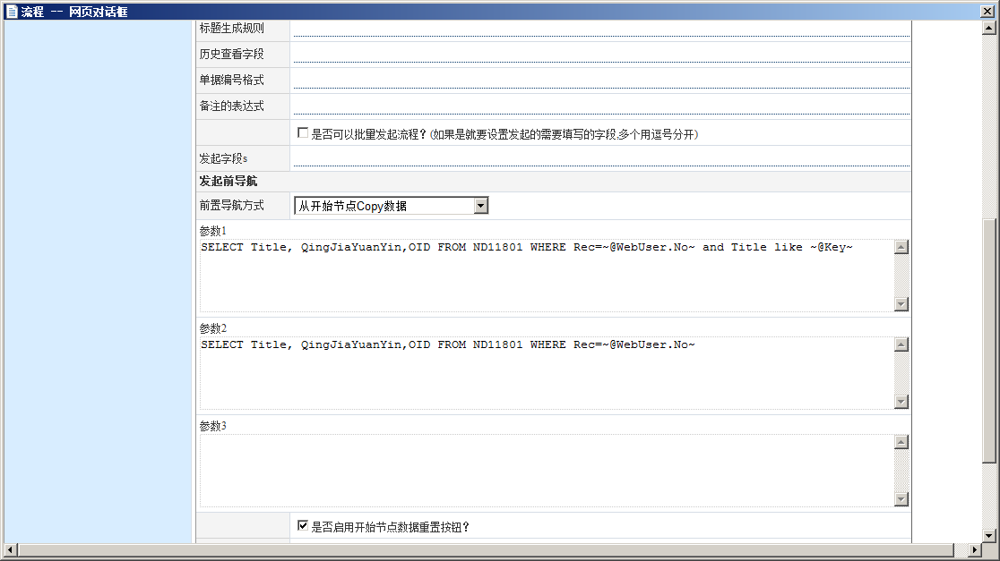 流程 -- 网页对话框
标题生成规则
历史查看字段
单据编号格式
备注的表达式
是否可以批量发起流程？(如果是就要设置发起的需要填写的字段,多个用逗号分开)
发起字段s
发起前导航
前置导航方式 从开始节点Copy数据
参数1
SELECT Title, QingJiaYuanYin,OID FROM ND11801 WHERE Rec=~@WebUser.No~ and Title like ~@Key~
参数2
SELECT Title, QingJiaYuanYin,OID FROM ND11801 WHERE Rec=~@WebUser.No~
参数3
是否启用开始节点数据重置按钮？